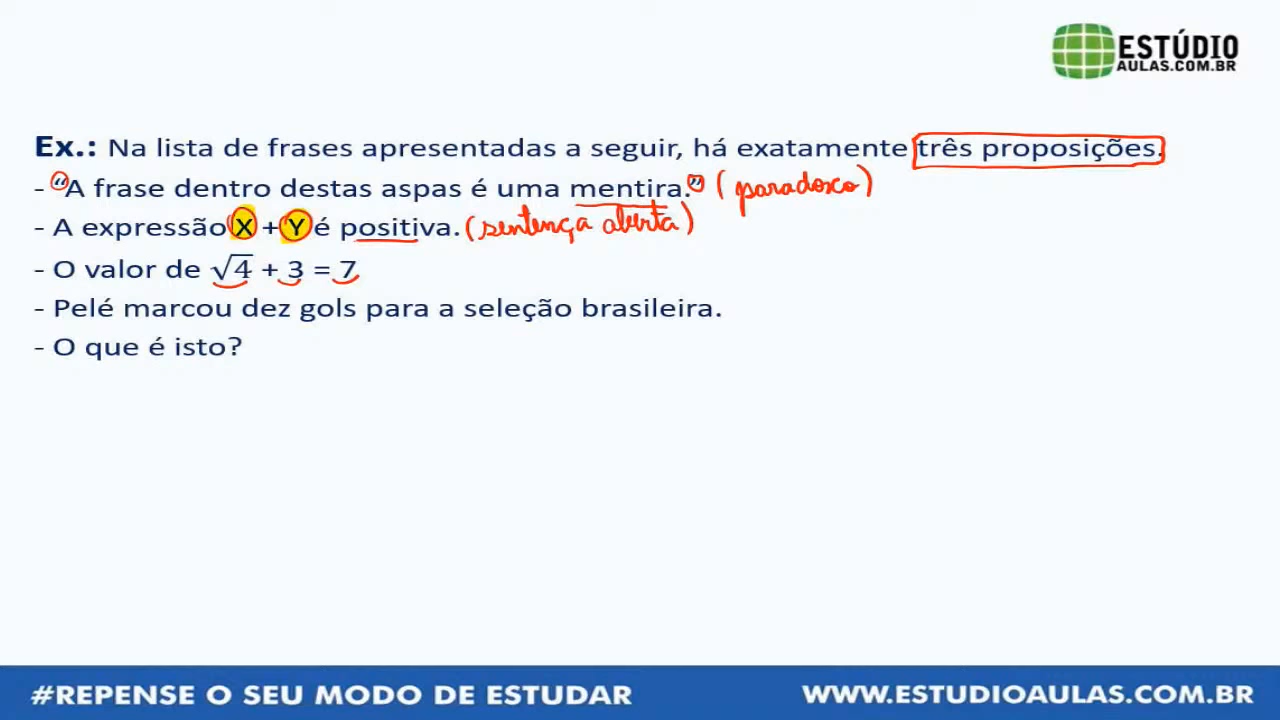 ESTÚDIO
AULAS.COM.BR
Ex.: Na lista de frases apresentadas a seguir, há exatamente três proposições.
- “A frase dentro destas aspas é uma mentira.” (paradoxo)
- A expressão X + Y é positiva. (sentença aberta)
- O valor de √4 + 3 = 7
- Pelé marcou dez gols para a seleção brasileira.
- O que é isto?
#REPENSE O SEU MODO DE ESTUDAR
WWW.ESTUDIOAULAS.COM.BR